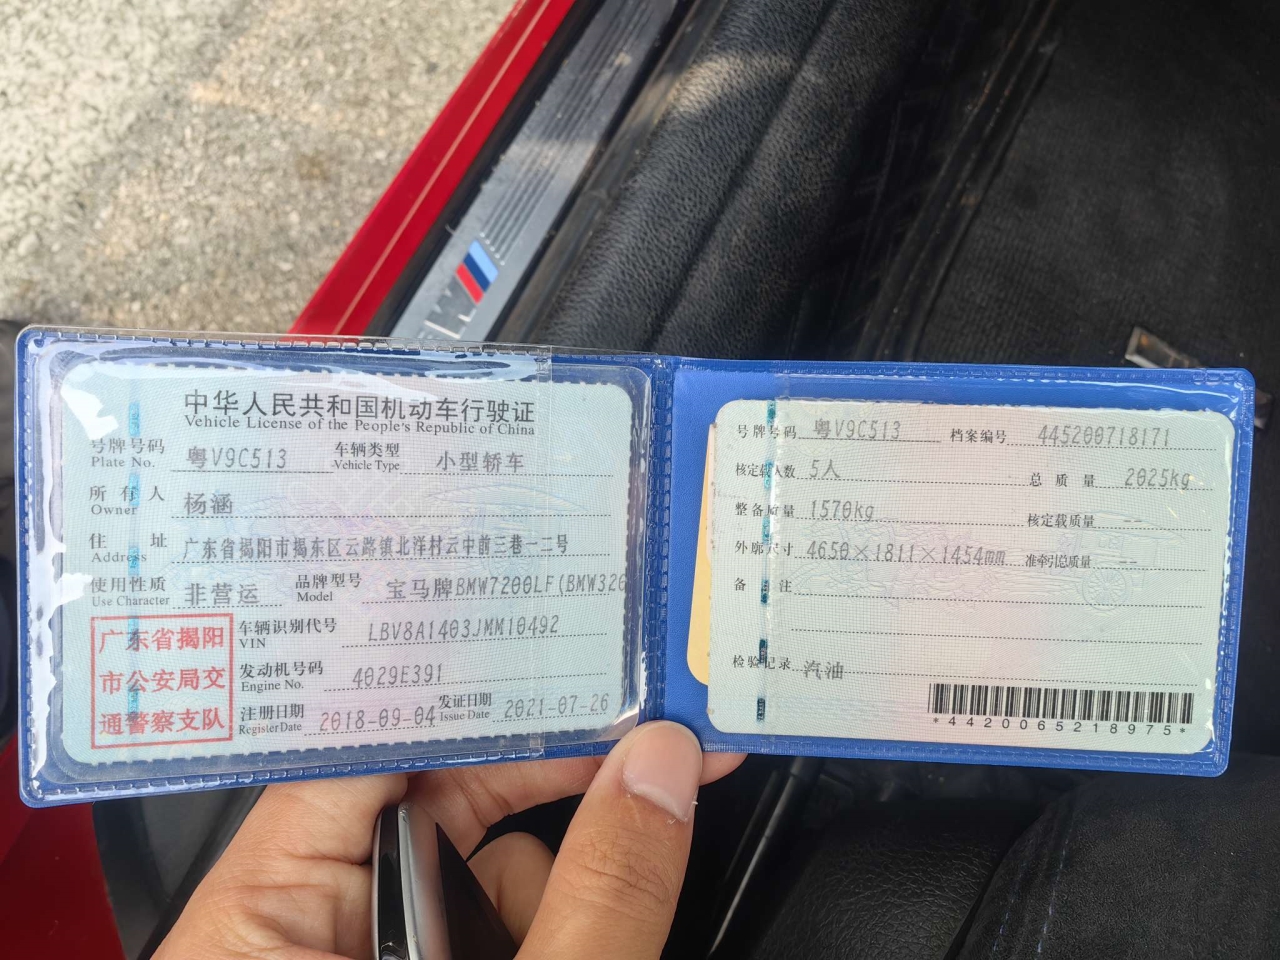 中华人民共和国机动车行驶证
Vehicle License of the People's Republic of China
号牌号码 粤V9C513 车辆类型 小型轿车
Plate No. Vehicle Type
所有人 杨涵
Owner
住址 广东省揭阳市揭东区云路镇北洋村云中前三巷一二号
Address
使用性质 非营运 品牌型号 宝马牌BMW7200LF(BMW320
Use Character Model
广东省揭阳
市公安局交
通警察支队
车辆识别代号 LBV8A1403JMM10492
VIN
发动机号码 4029E391
Engine No.
注册日期 2018-09-04 发证日期 2021-07-26
Register Date Issue Date
号牌号码 粤V9C513 档案编号 445200718171
核定载人数 5人 总质量 2025kg
整备质量 1570kg 核定载质量 --
外廓尺寸 4650×1811×1454mm 准牵引总质量 --
备注
检验记录 汽油
*4420065218975*